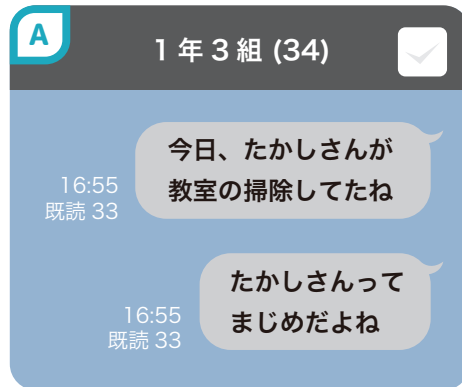 A
1年3組 (34)
今日、たかしさんが
教室の掃除してたね
16:55
既読 33
たかしさんって
まじめだよね
16:55
既読 33